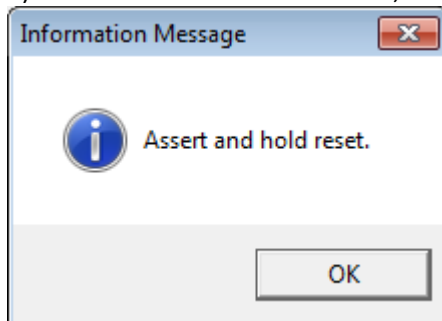 Information Message
Assert and hold reset.
OK